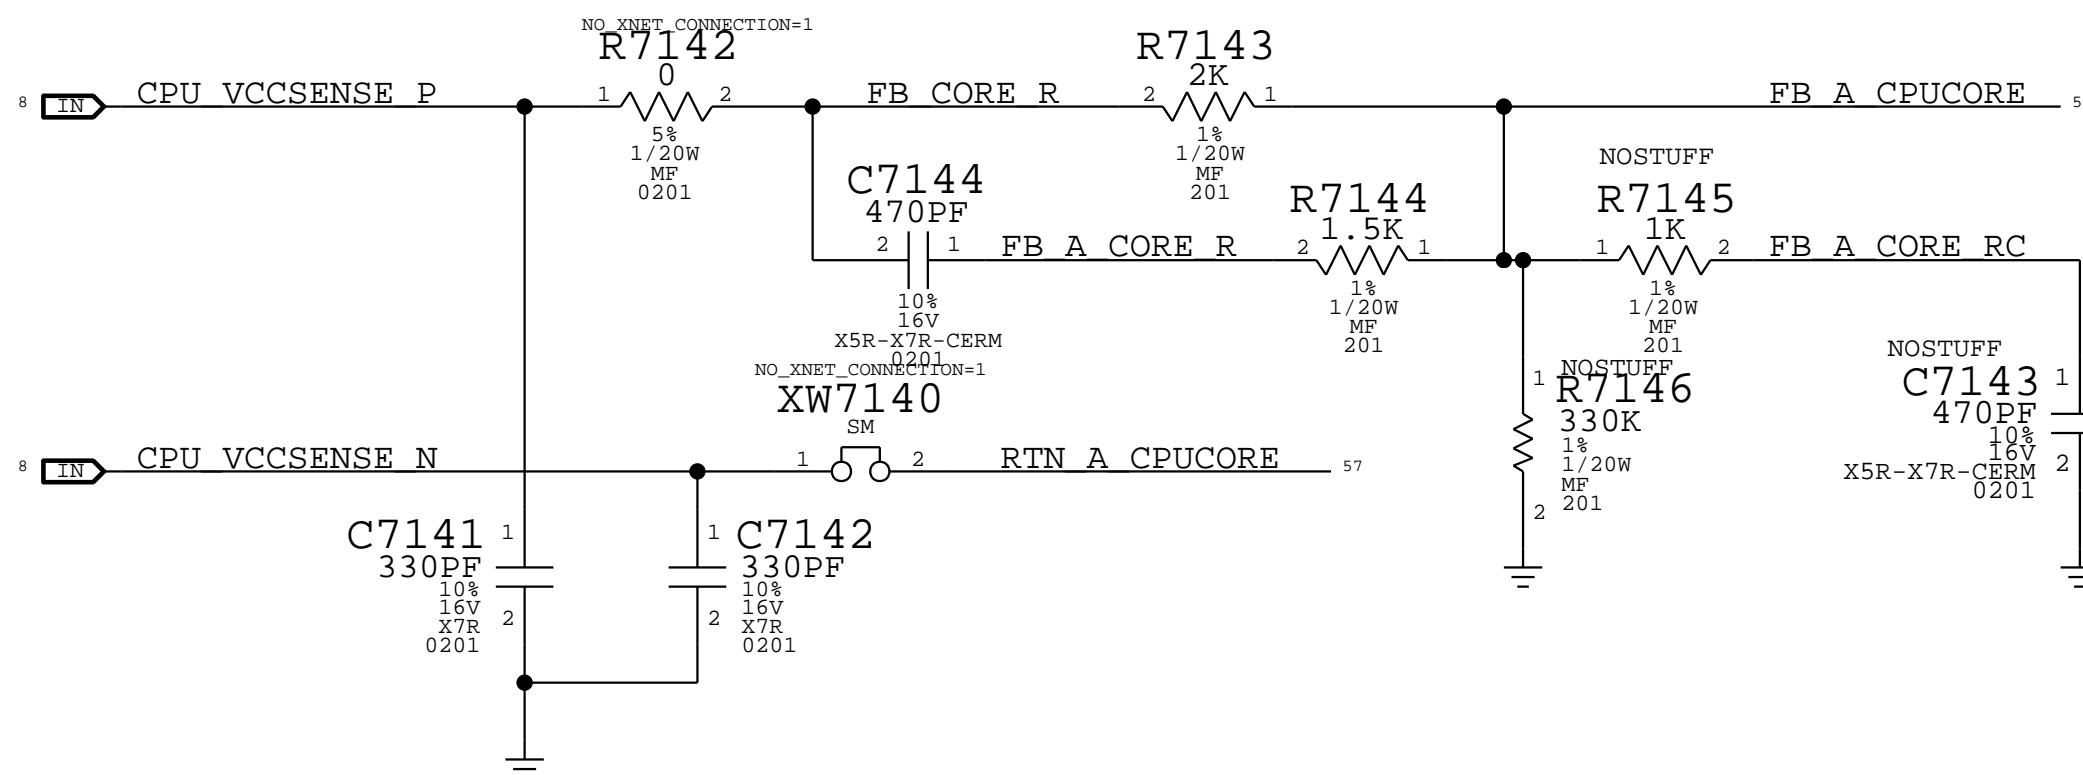 NO_XNET_CONNECTION=1
R7142
0
R7143
2K
8 IN CPU_VCCSENSE_P 1 2 FB_CORE_R 2 1 FB_A_CPUCORE 5
5%
1/20W
MF
0201
1%
1/20W
MF
201
NOSTUFF
C7144
470PF
R7144
1.5K
R7145
1K
2 1 FB_A_CORE_R 2 1 1 2 FB_A_CORE_RC
10%
16V
X5R-X7R-CERM
0201
1%
1/20W
MF
201
1%
1/20W
MF
201
NO_XNET_CONNECTION=1
XW7140
SM
NOSTUFF
1 R7146
330K
1%
1/20W
MF
201
2
NOSTUFF
C7143 1
470PF
10%
16V
2
X5R-X7R-CERM
0201
8 IN CPU_VCCSENSE_N 1 2 RTN_A_CPUCORE 57
C7141 1
330PF
10%
16V
X7R
2
0201
1 C7142
330PF
10%
16V
2
X7R
0201